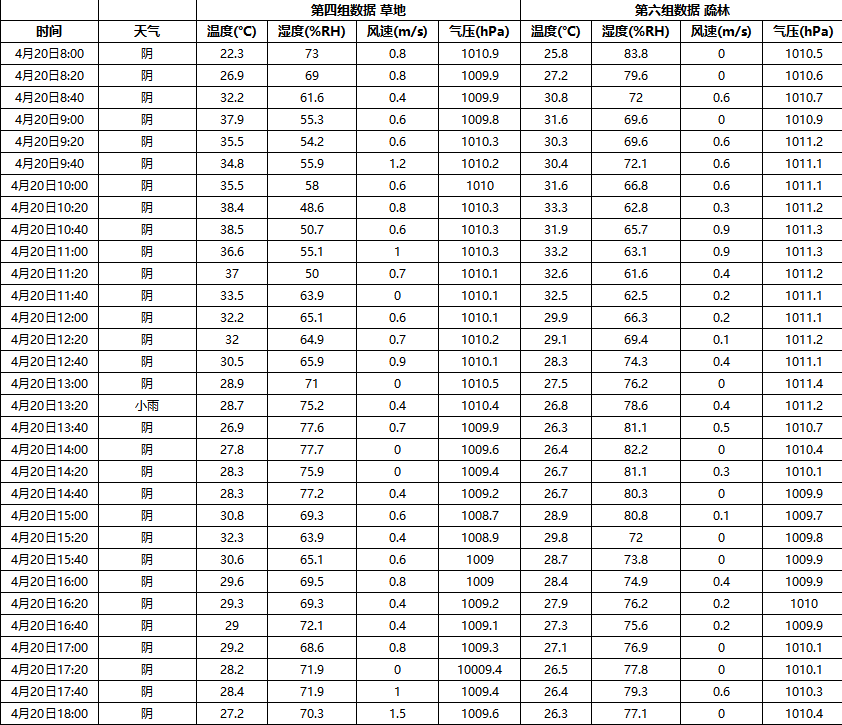 第四组数据 草地 第六组数据 疏林
时间 天气 温度(℃) 湿度(%RH) 风速(m/s) 气压(hPa) 温度(℃) 湿度(%RH) 风速(m/s) 气压(hPa)
4月20日8:00 阴 22.3 73 0.8 1010.9 25.8 83.8 0 1010.5
4月20日8:20 阴 26.9 69 0.8 1009.9 27.2 79.6 0 1010.6
4月20日8:40 阴 32.2 61.6 0.4 1009.9 30.8 72 0.6 1010.7
4月20日9:00 阴 37.9 55.3 0.6 1009.8 31.6 69.6 0 1010.9
4月20日9:20 阴 35.5 54.2 0.6 1010.3 30.3 69.6 0.6 1011.2
4月20日9:40 阴 34.8 55.9 1.2 1010.2 30.4 72.1 0.6 1011.1
4月20日10:00 阴 35.5 58 0.6 1010 31.6 66.8 0.6 1011.1
4月20日10:20 阴 38.4 48.6 0.8 1010.3 33.3 62.8 0.3 1011.2
4月20日10:40 阴 38.5 50.7 0.6 1010.3 31.9 65.7 0.9 1011.3
4月20日11:00 阴 36.6 55.1 1 1010.3 33.2 63.1 0.9 1011.3
4月20日11:20 阴 37 50 0.7 1010.1 32.6 61.6 0.4 1011.2
4月20日11:40 阴 33.5 63.9 0 1010.1 32.5 62.5 0.2 1011.1
4月20日12:00 阴 32.2 65.1 0.6 1010.1 29.9 66.3 0.2 1011.1
4月20日12:20 阴 32 64.9 0.7 1010.2 29.1 69.4 0.1 1011.2
4月20日12:40 阴 30.5 65.9 0.9 1010.1 28.3 74.3 0.4 1011.1
4月20日13:00 阴 28.9 71 0 1010.5 27.5 76.2 0 1011.4
4月20日13:20 小雨 28.7 75.2 0.4 1010.4 26.8 78.6 0.4 1011.2
4月20日13:40 阴 26.9 77.6 0.7 1009.9 26.3 81.1 0.5 1010.7
4月20日14:00 阴 27.8 77.7 0 1009.6 26.4 82.2 0 1010.4
4月20日14:20 阴 28.3 75.9 0 1009.4 26.7 81.1 0.3 1010.1
4月20日14:40 阴 28.3 77.2 0.4 1009.2 26.7 80.3 0 1009.9
4月20日15:00 阴 30.8 69.3 0.6 1008.7 28.9 80.8 0.1 1009.7
4月20日15:20 阴 32.3 63.9 0.4 1008.9 29.8 72 0 1009.8
4月20日15:40 阴 30.6 65.1 0.6 1009 28.7 73.8 0 1009.9
4月20日16:00 阴 29.6 69.5 0.8 1009 28.4 74.9 0.4 1009.9
4月20日16:20 阴 29.3 69.3 0.4 1009.2 27.9 76.2 0.2 1010
4月20日16:40 阴 29 72.1 0.4 1009.1 27.3 75.6 0.2 1009.9
4月20日17:00 阴 29.2 68.6 0.8 1009.3 27.1 76.9 0 1010.1
4月20日17:20 阴 28.2 71.9 0 10009.4 26.5 77.8 0 1010.1
4月20日17:40 阴 28.4 71.9 1 1009.4 26.4 79.3 0.6 1010.3
4月20日18:00 阴 27.2 70.3 1.5 1009.6 26.3 77.1 0 1010.4